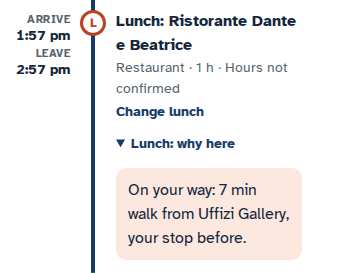 ARRIVE
1:57 pm
LEAVE
2:57 pm
L
Lunch: Ristorante Dante
e Beatrice
Restaurant · 1 h · Hours not
confirmed
Change lunch
▼ Lunch: why here
On your way: 7 min
walk from Uffizi Gallery,
your stop before.